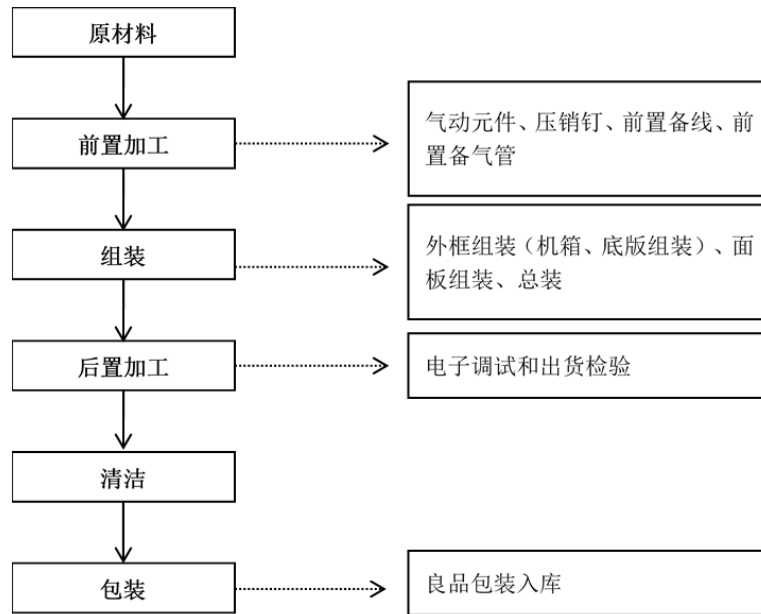 原材料
前置加工
气动元件、压销钉、前置备线、前
置备气管
组装
外框组装（机箱、底版组装）、面
板组装、总装
后置加工
电子调试和出货检验
清洁
包装
良品包装入库